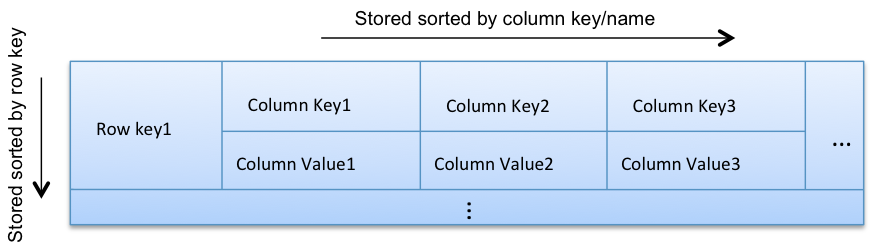 Stored sorted by column key/name
Stored sorted by row key
Row key1
Column Key1
Column Key2
Column Key3
Column Value1
Column Value2
Column Value3
...
⋮